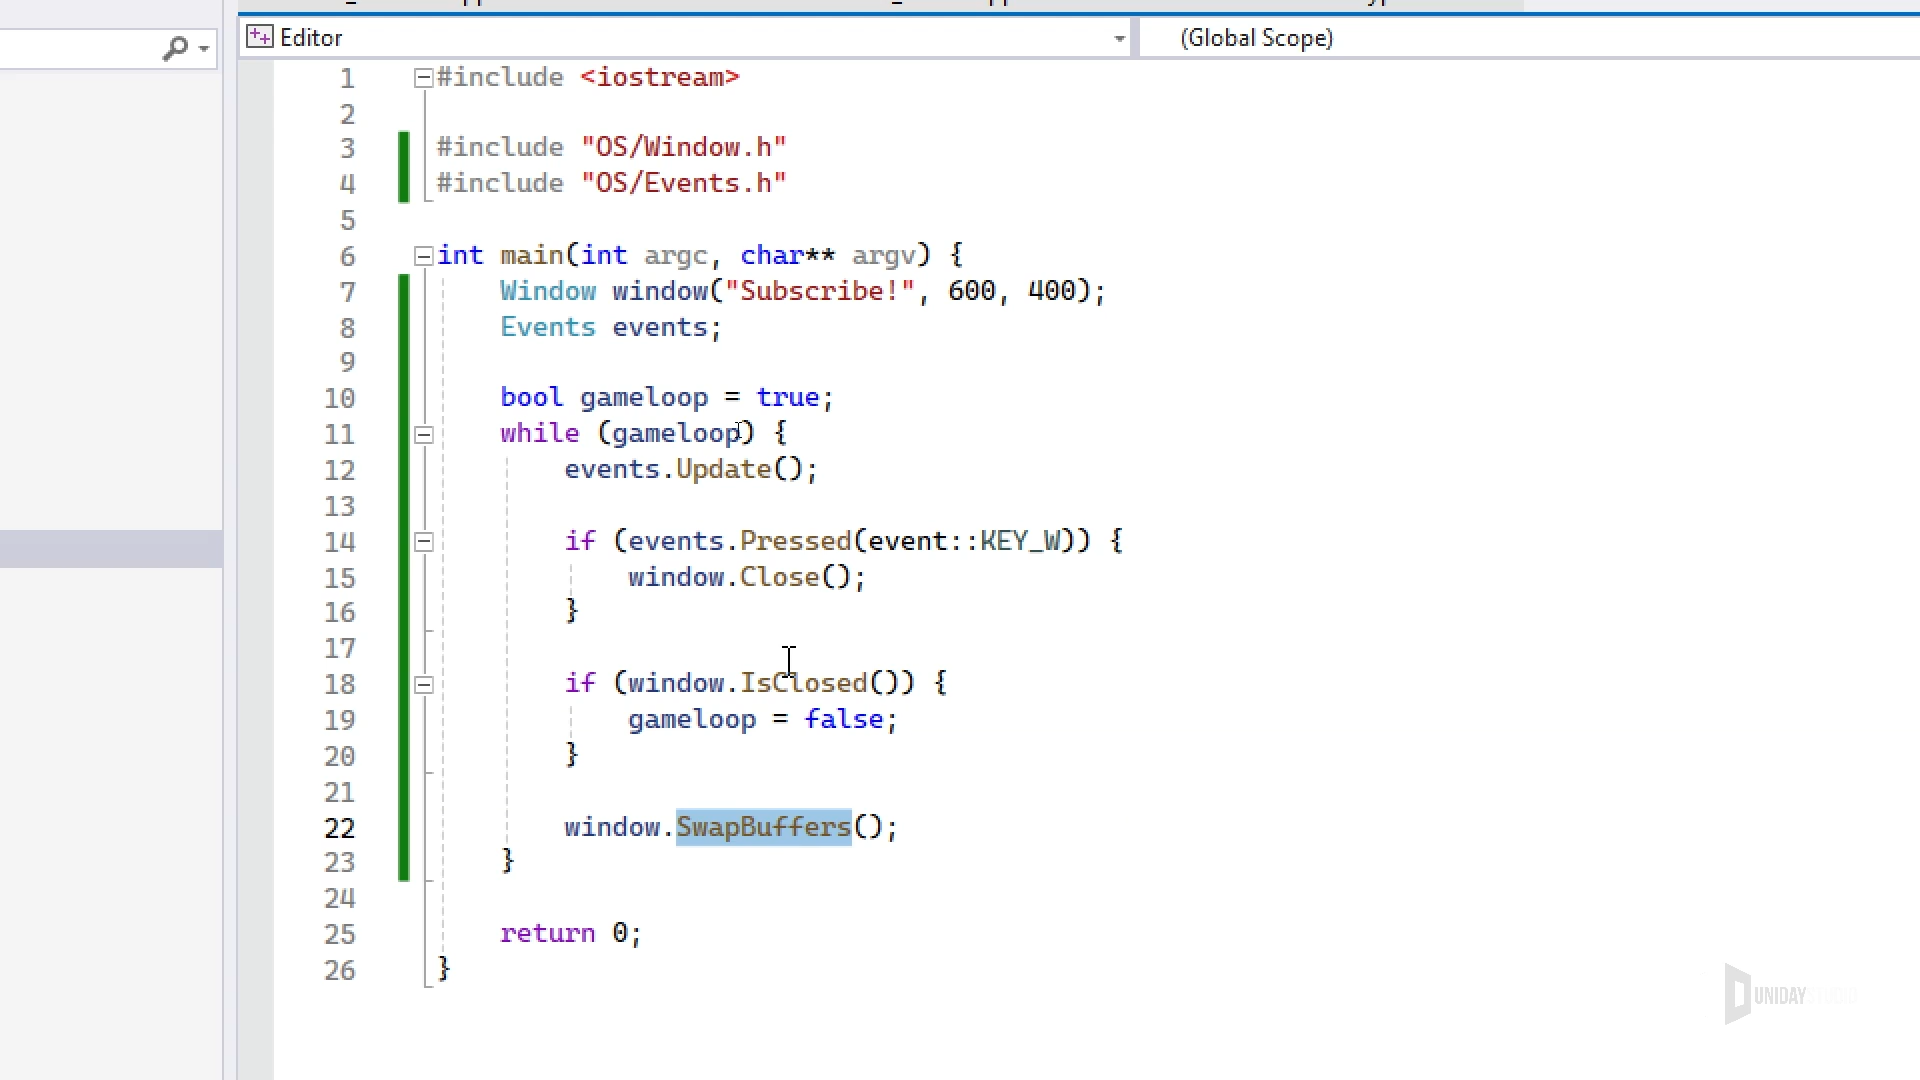 Editor
(Global Scope)
1 #include <iostream>
2
3 #include "OS/Window.h"
4 #include "OS/Events.h"
5
6 int main(int argc, char** argv) {
7 Window window("Subscribe!", 600, 400);
8 Events events;
9
10 bool gameloop = true;
11 while (gameloop) {
12 events.Update();
13
14 if (events.Pressed(event::KEY_W)) {
15 window.Close();
16 }
17
18 if (window.IsClosed()) {
19 gameloop = false;
20 }
21
22 window.SwapBuffers();
23 }
24
25 return 0;
26 }
UNIDAY